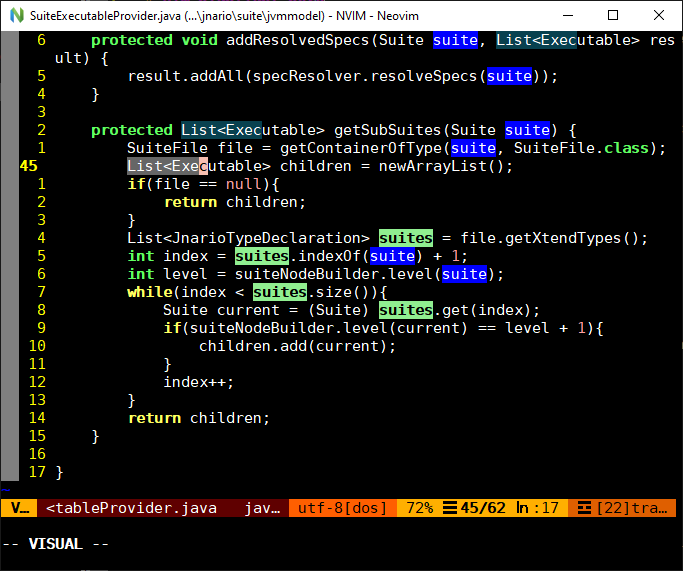 SuiteExecutableProvider.java (...\jnario\suite\jvmmodel) - NVIM - Neovim
6     protected void addResolvedSpecs(Suite suite, List<Executable> res
ult) {
5         result.addAll(specResolver.resolveSpecs(suite));
4     }
3
2     protected List<Executable> getSubSuites(Suite suite) {
1         SuiteFile file = getContainerOfType(suite, SuiteFile.class);
45        List<Executable> children = newArrayList();
1         if(file == null){
2             return children;
3         }
4         List<JnarioTypeDeclaration> suites = file.getXtendTypes();
5         int index = suites.indexOf(suite) + 1;
6         int level = suiteNodeBuilder.level(suite);
7         while(index < suites.size()){
8             Suite current = (Suite) suites.get(index);
9             if(suiteNodeBuilder.level(current) == level + 1){
10                children.add(current);
11            }
12            index++;
13        }
14        return children;
15    }
16
17 }
~
V… <tableProvider.java jav… utf-8[dos] 72% ☰45/62 ㏑:17 ☲[22]tra…
-- VISUAL --